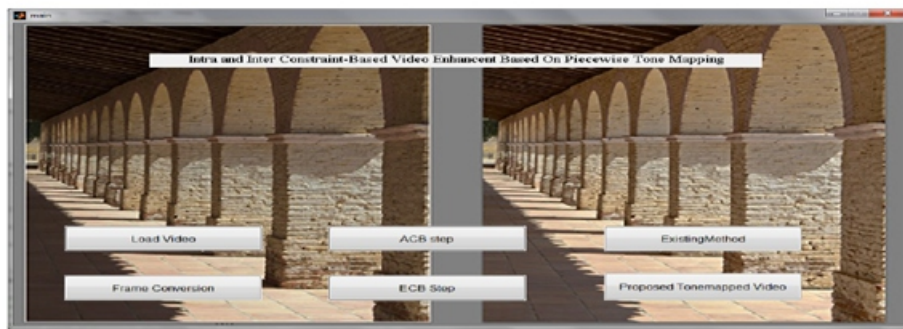 Intra and Inter Constraint-Based Video Enhancent Based On Piecewise Tone Mapping
Load Video
ACB step
ExistingMethod
Frame Conversion
ECB Step
Proposed Tonemapped Video